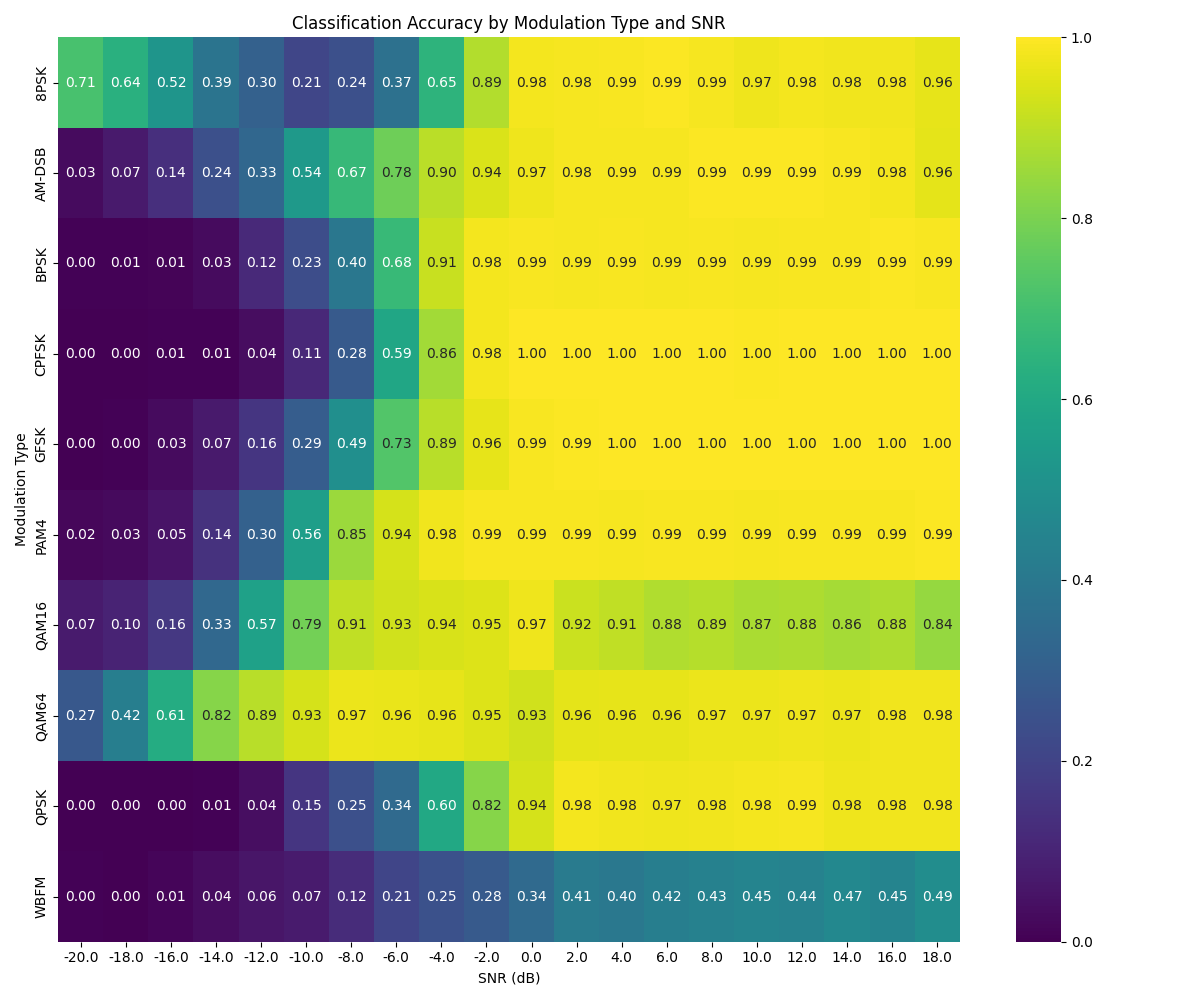 Classification Accuracy by Modulation Type and SNR
Modulation Type
8PSK 0.71 0.64 0.52 0.39 0.30 0.21 0.24 0.37 0.65 0.89 0.98 0.98 0.99 0.99 0.99 0.97 0.98 0.98 0.98 0.96
AM-DSB 0.03 0.07 0.14 0.24 0.33 0.54 0.67 0.78 0.90 0.94 0.97 0.98 0.99 0.99 0.99 0.99 0.99 0.99 0.98 0.96
BPSK 0.00 0.01 0.01 0.03 0.12 0.23 0.40 0.68 0.91 0.98 0.99 0.99 0.99 0.99 0.99 0.99 0.99 0.99 0.99 0.99
CPFSK 0.00 0.00 0.01 0.01 0.04 0.11 0.28 0.59 0.86 0.98 1.00 1.00 1.00 1.00 1.00 1.00 1.00 1.00 1.00 1.00
GFSK 0.00 0.00 0.03 0.07 0.16 0.29 0.49 0.73 0.89 0.96 0.99 0.99 1.00 1.00 1.00 1.00 1.00 1.00 1.00 1.00
PAM4 0.02 0.03 0.05 0.14 0.30 0.56 0.85 0.94 0.98 0.99 0.99 0.99 0.99 0.99 0.99 0.99 0.99 0.99 0.99 0.99
QAM16 0.07 0.10 0.16 0.33 0.57 0.79 0.91 0.93 0.94 0.95 0.97 0.92 0.91 0.88 0.89 0.87 0.88 0.86 0.88 0.84
QAM64 0.27 0.42 0.61 0.82 0.89 0.93 0.97 0.96 0.96 0.95 0.93 0.96 0.96 0.96 0.97 0.97 0.97 0.97 0.98 0.98
QPSK 0.00 0.00 0.00 0.01 0.04 0.15 0.25 0.34 0.60 0.82 0.94 0.98 0.98 0.97 0.98 0.98 0.99 0.98 0.98 0.98
WBFM 0.00 0.00 0.01 0.04 0.06 0.07 0.12 0.21 0.25 0.28 0.34 0.41 0.40 0.42 0.43 0.45 0.44 0.47 0.45 0.49
-20.0 -18.0 -16.0 -14.0 -12.0 -10.0 -8.0 -6.0 -4.0 -2.0 0.0 2.0 4.0 6.0 8.0 10.0 12.0 14.0 16.0 18.0
SNR (dB)
1.0
0.8
0.6
0.4
0.2
0.0